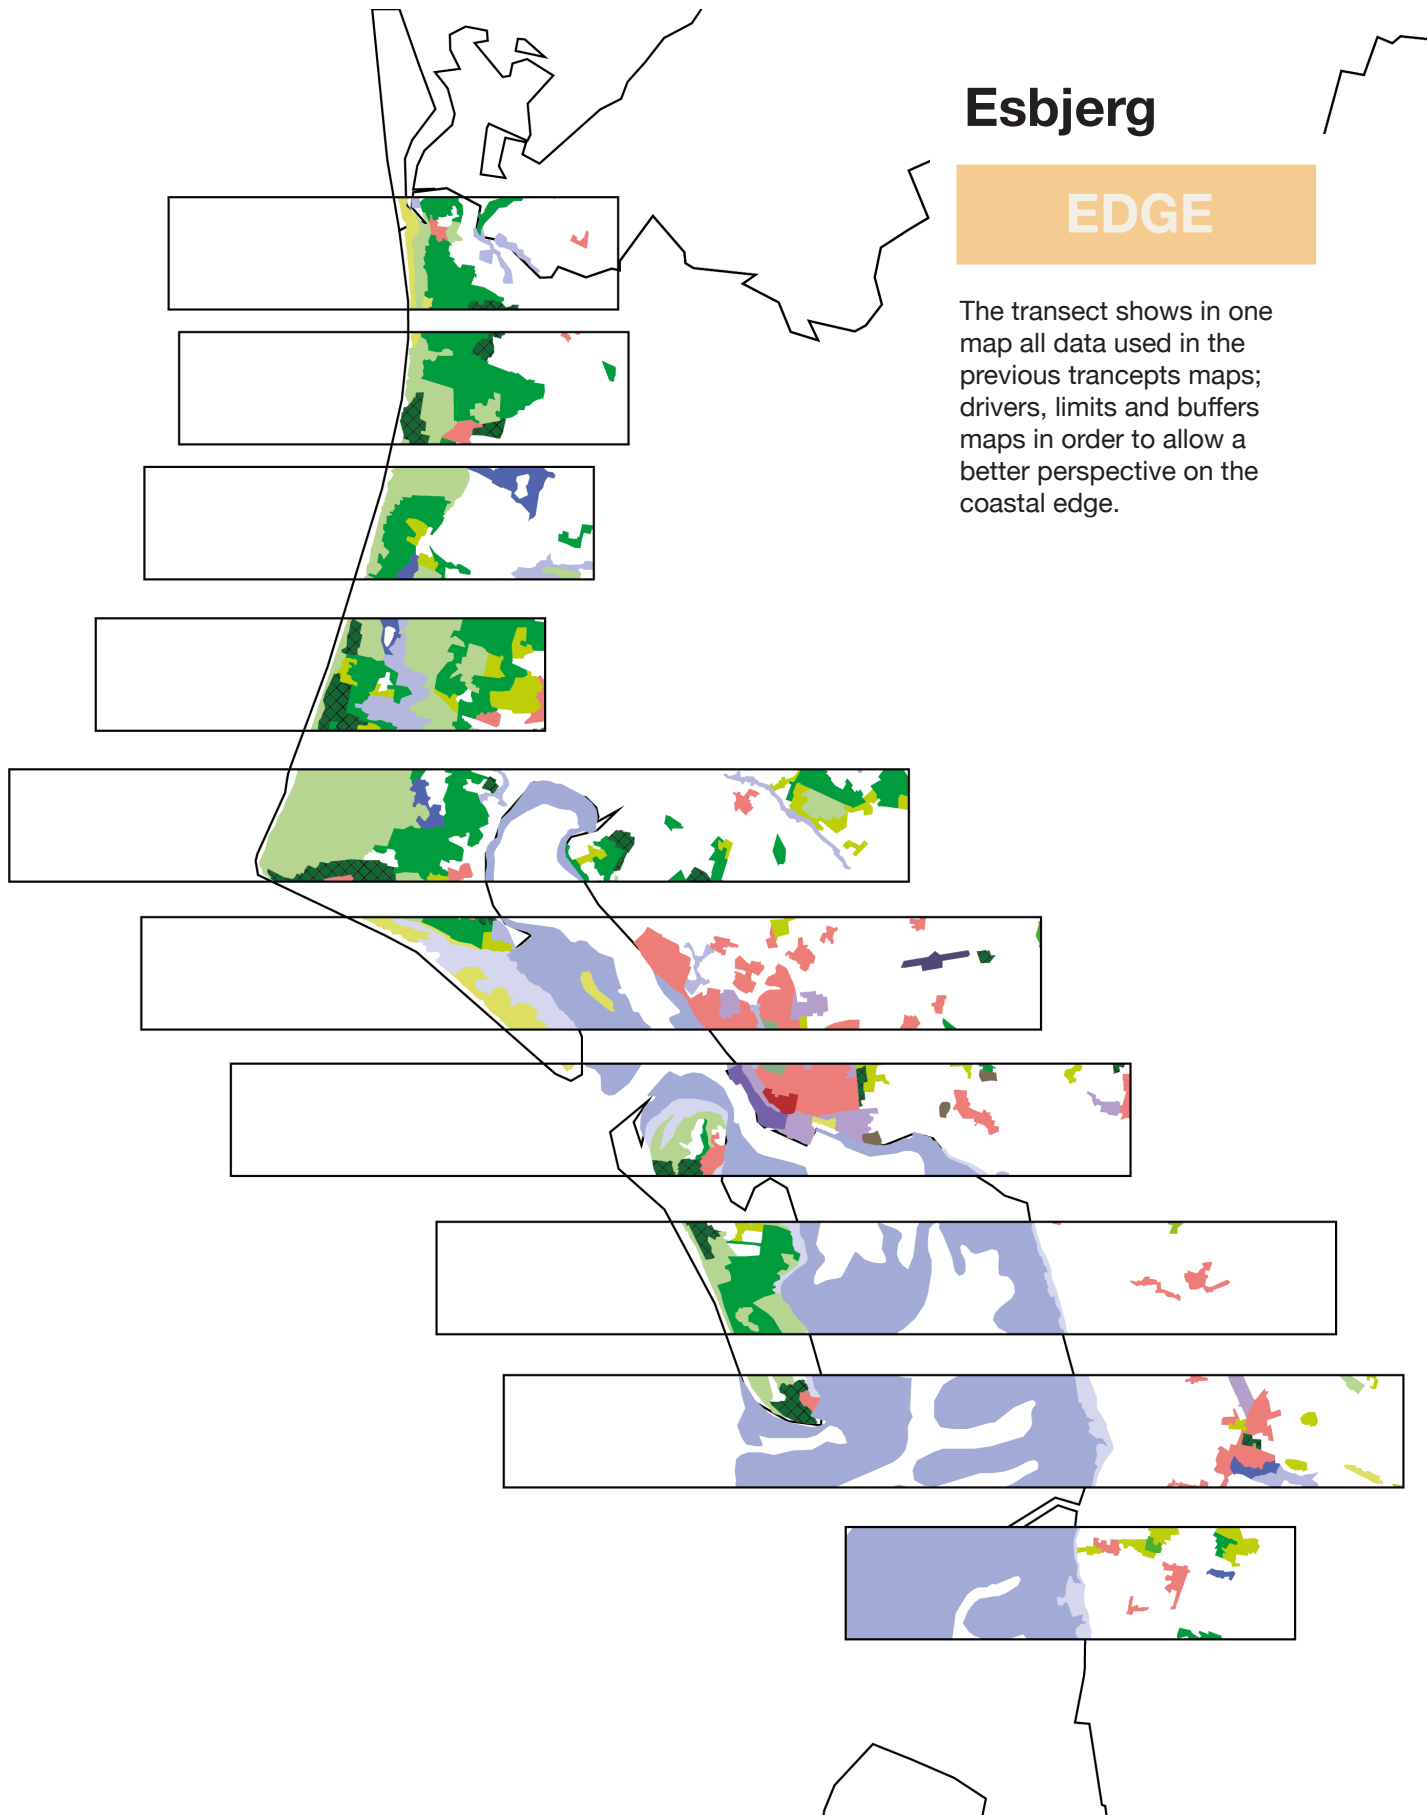 Esbjerg
EDGE
The transect shows in one
map all data used in the
previous trancepts maps;
drivers, limits and buffers
maps in order to allow a
better perspective on the
coastal edge.